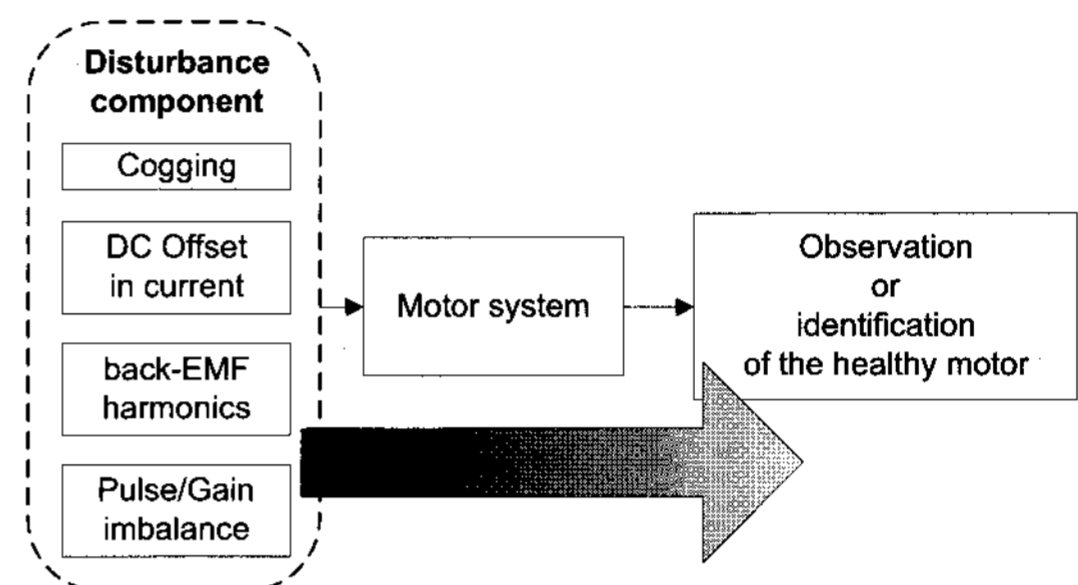 Disturbance
component
Cogging
DC Offset
in current
back-EMF
harmonics
Pulse/Gain
imbalance
Motor system
Observation
or
identification
of the healthy motor